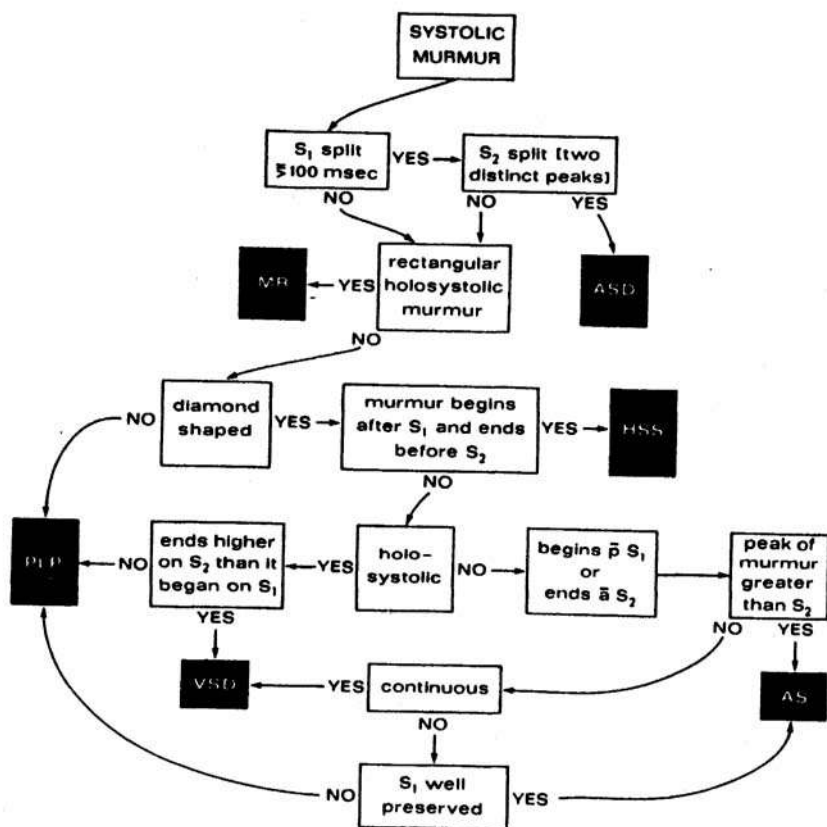 SYSTOLIC
MURMUR
S₁ split
≥100 msec
YES
S₂ split [two
distinct peaks]
NO
NO
YES
MR
YES
rectangular
holosystolic
murmur
ASD
NO
NO
diamond
shaped
YES
murmur begins
after S₁ and ends
before S₂
YES
HSS
NO
PLP
NO
ends higher
on S₂ than it
began on S₁
YES
holo-
systolic
NO
begins p̄ S₁
or
ends ā S₂
peak of
murmur
greater
than S₂
YES
NO
YES
VSD
YES
continuous
AS
NO
NO
S₁ well
preserved
YES